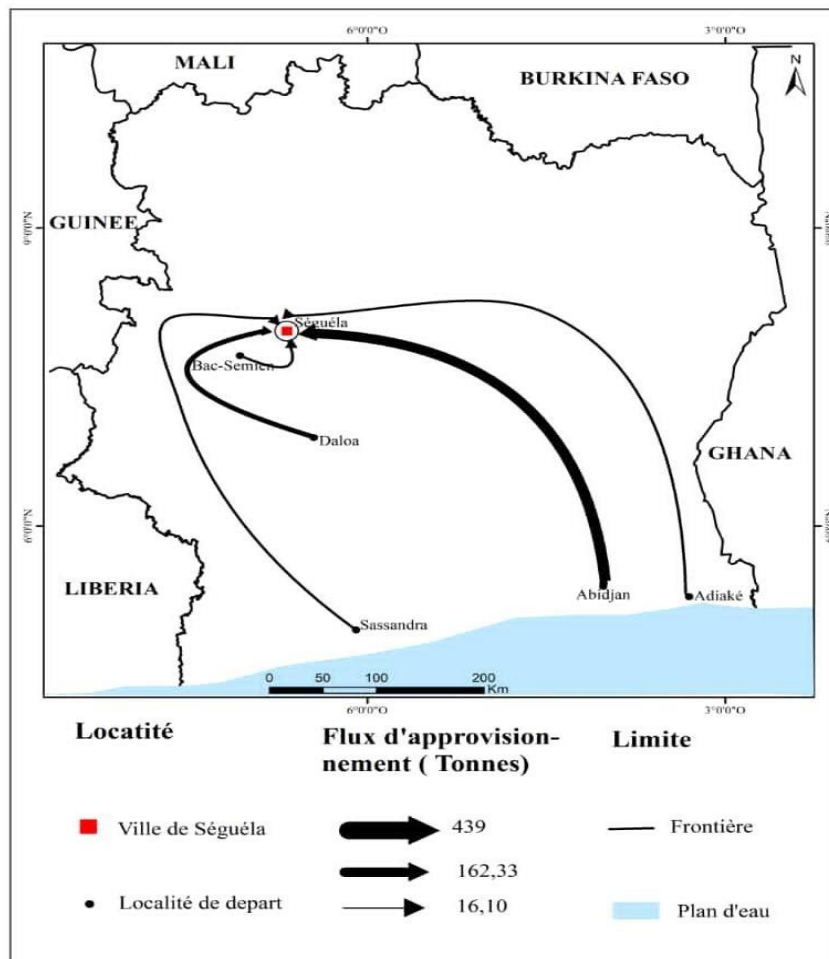 6°0'0"O
3°0'0"O
N
MALI
BURKINA FASO
GUINEE
9°0'0"N
Séguéla
Bac-Semien
Daloa
GHANA
6°0'0"N
LIBERIA
Abidjan
Adiaké
Sassandra
0 50 100 200
Km
6°0'0"O
3°0'0"O
Locatité
Flux d'approvision-
nement ( Tonnes)
Limite
Ville de Séguéla
439
Frontière
162,33
Localité de depart
16,10
Plan d'eau